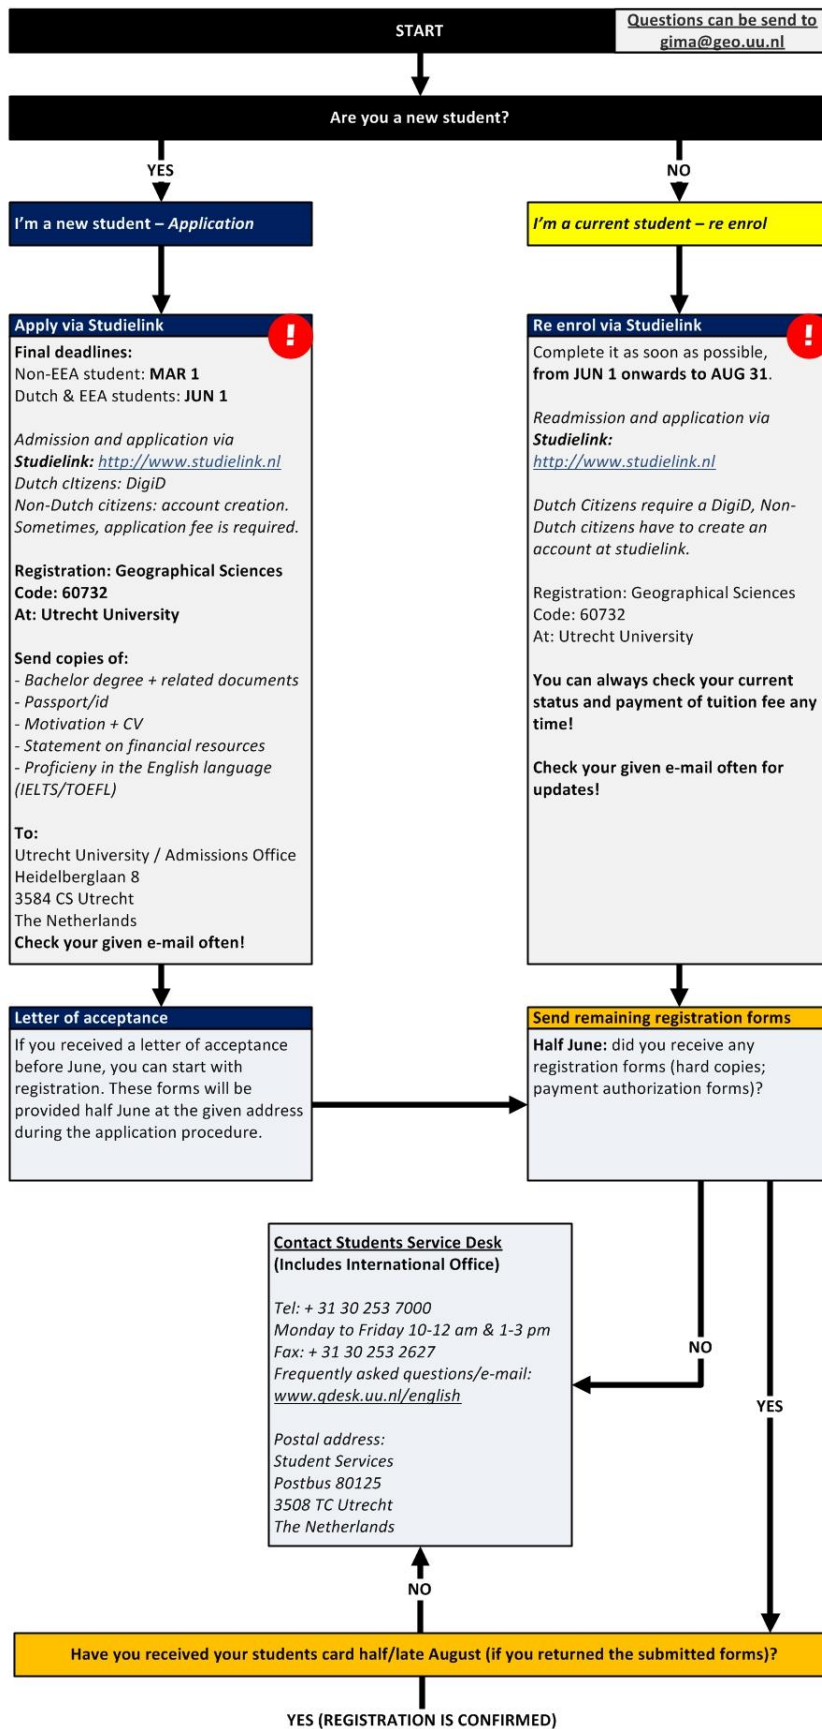 START
Questions can be send to
gima@geo.uu.nl
Are you a new student?
YES
NO
I'm a new student – Application
I'm a current student – re enrol
Apply via Studielink
!
Final deadlines:
Non-EEA student: MAR 1
Dutch & EEA students: JUN 1
Admission and application via
Studielink: http://www.studielink.nl
Dutch cItizens: DigiD
Non-Dutch citizens: account creation.
Sometimes, application fee is required.
Registration: Geographical Sciences
Code: 60732
At: Utrecht University
Send copies of:
- Bachelor degree + related documents
- Passport/id
- Motivation + CV
- Statement on financial resources
- Proficieny in the English language
(IELTS/TOEFL)
To:
Utrecht University / Admissions Office
Heidelberglaan 8
3584 CS Utrecht
The Netherlands
Check your given e-mail often!
Re enrol via Studielink
!
Complete it as soon as possible,
from JUN 1 onwards to AUG 31.
Readmission and application via
Studielink:
http://www.studielink.nl
Dutch Citizens require a DigiD, Non-
Dutch citizens have to create an
account at studielink.
Registration: Geographical Sciences
Code: 60732
At: Utrecht University
You can always check your current
status and payment of tuition fee any
time!
Check your given e-mail often for
updates!
Letter of acceptance
If you received a letter of acceptance
before June, you can start with
registration. These forms will be
provided half June at the given address
during the application procedure.
Send remaining registration forms
Half June: did you receive any
registration forms (hard copies;
payment authorization forms)?
Contact Students Service Desk
(Includes International Office)
Tel: + 31 30 253 7000
Monday to Friday 10-12 am & 1-3 pm
Fax: + 31 30 253 2627
Frequently asked questions/e-mail:
www.qdesk.uu.nl/english
Postal address:
Student Services
Postbus 80125
3508 TC Utrecht
The Netherlands
NO
YES
NO
Have you received your students card half/late August (if you returned the submitted forms)?
YES (REGISTRATION IS CONFIRMED)